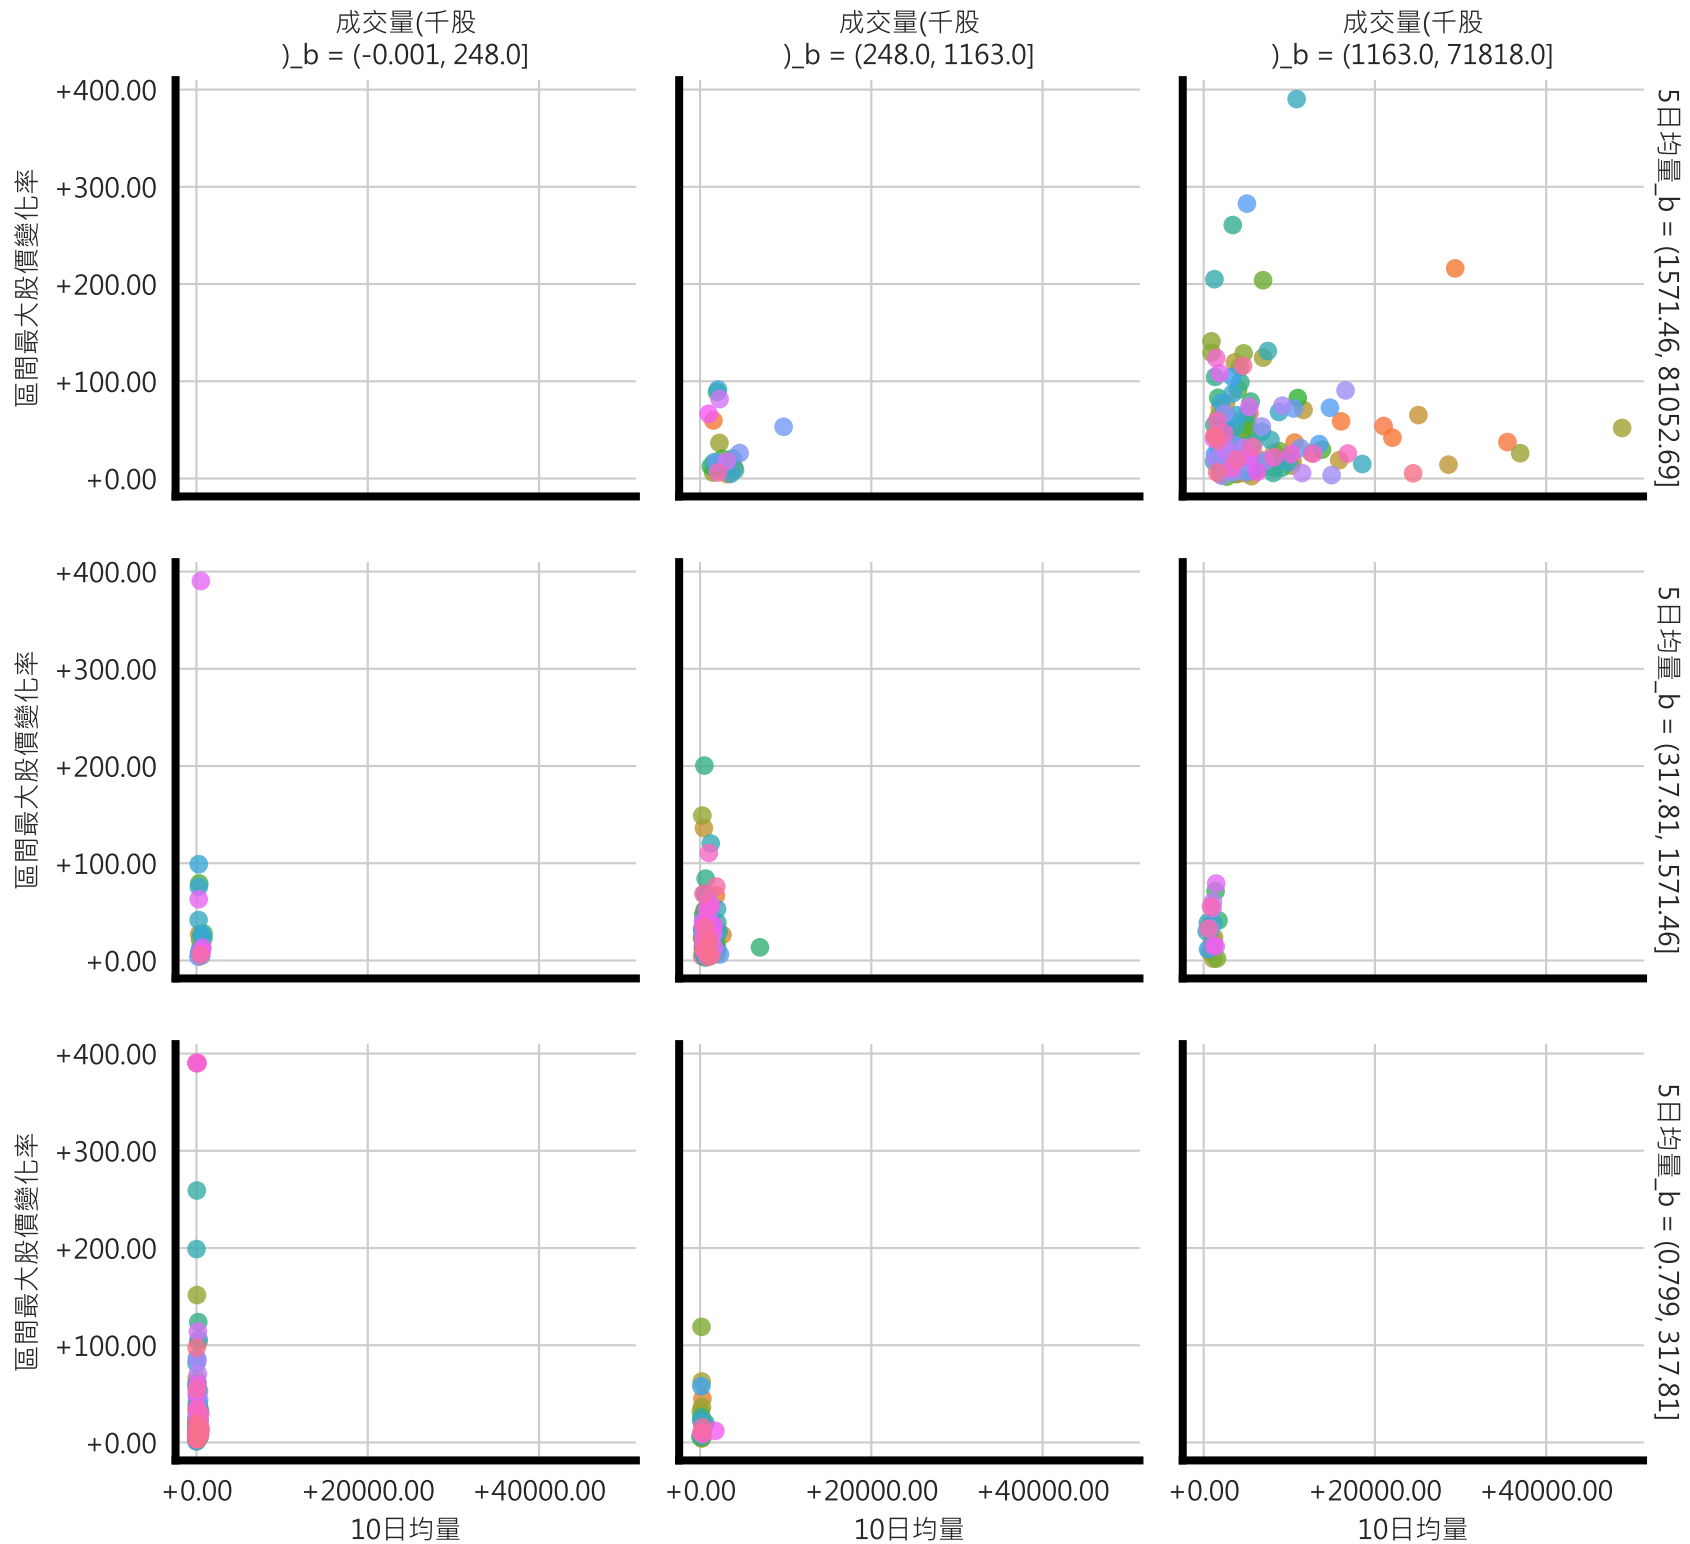 成交量(千股
)_b = (-0.001, 248.0]
成交量(千股
)_b = (248.0, 1163.0]
成交量(千股
)_b = (1163.0, 71818.0]
+400.00
+300.00
+200.00
+100.00
+0.00
區間最大股價變化率
5日均量_b = (1571.46, 81052.69]
+400.00
+300.00
+200.00
+100.00
+0.00
區間最大股價變化率
5日均量_b = (317.81, 1571.46]
+400.00
+300.00
+200.00
+100.00
+0.00
區間最大股價變化率
5日均量_b = (0.799, 317.81]
+0.00 +20000.00 +40000.00
+0.00 +20000.00 +40000.00
+0.00 +20000.00 +40000.00
10日均量
10日均量
10日均量